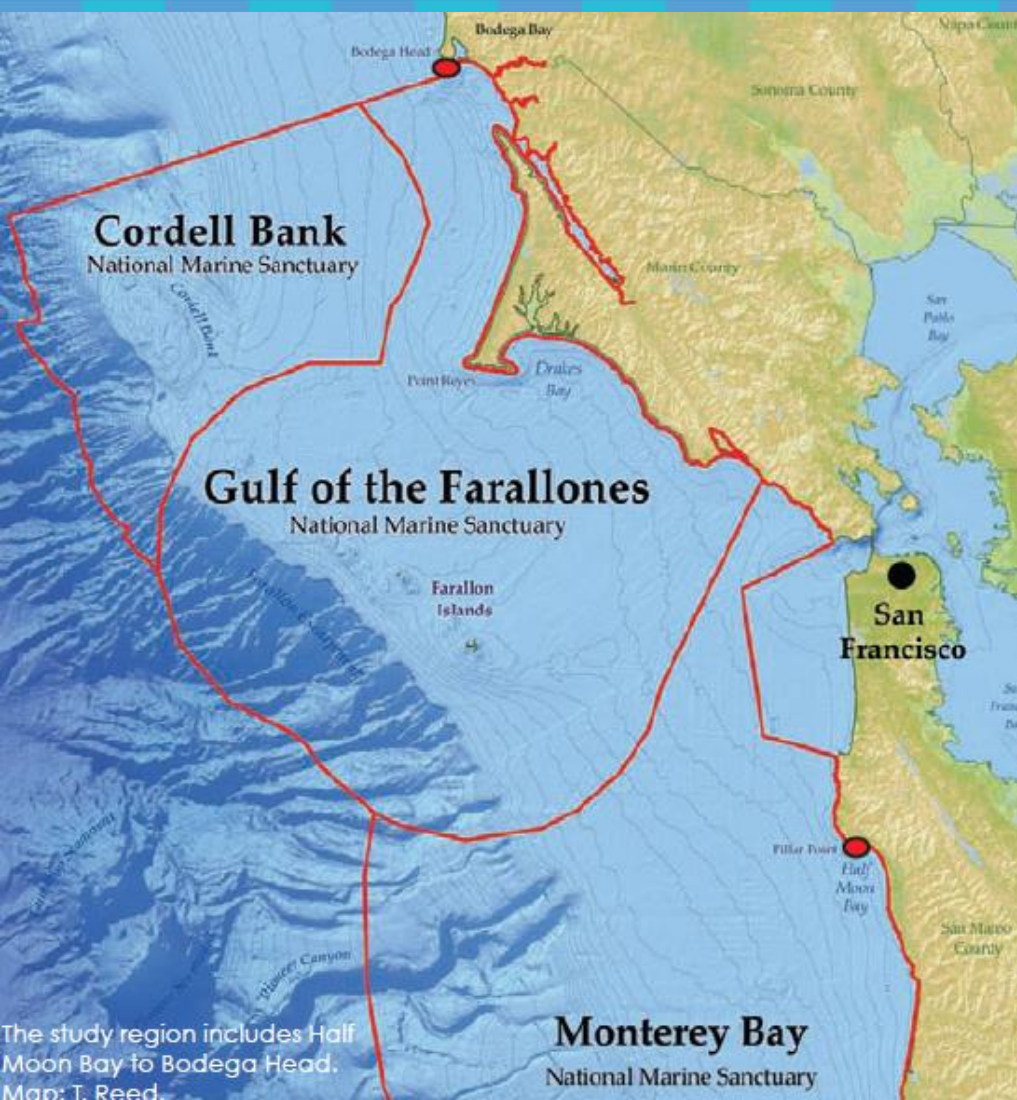 Bodega Bay
Napa
Bodega Head
Sonoma County
Cordell Bank
National Marine Sanctuary
Marin County
Cordell Bank
San
Pablo
Bay
Point Reyes
Drakes
Bay
Gulf of the Farallones
National Marine Sanctuary
Farallon
Islands
San
Francisco
Pillar Point
Half
Moon
Bay
San Mateo
County
Pioneer Canyon
The study region includes Half
Moon Bay to Bodega Head.
Map: T. Reed.
Monterey Bay
National Marine Sanctuary